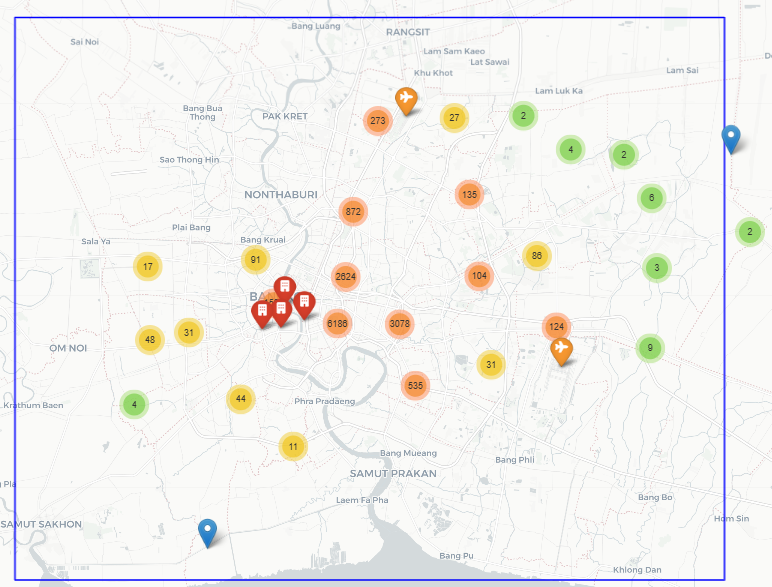 Bang Luang
RANGSIT
Sai Noi
Lam Sam Kaeo
Lat Sawai
Khu Khot
Lam Sai
Lam Luk Ka
Bang Bua
Thong
PAK KRET
273
27
2
4
2
Sao Thong Hin
NONTHABURI
135
6
872
Plai Bang
Bang Kruai
Sala Ya
2
91
86
17
3
2624
104
6186
3078
124
31
48
OM NOI
9
31
535
44
4
Krathum Baen
Phra Pradaeng
11
Bang Mueang
Bang Phli
SAMUT PRAKAN
Laem Fa Pha
Bang Bo
SAMUT SAKHON
Hom Sin
Bang Pu
Khlong Dan